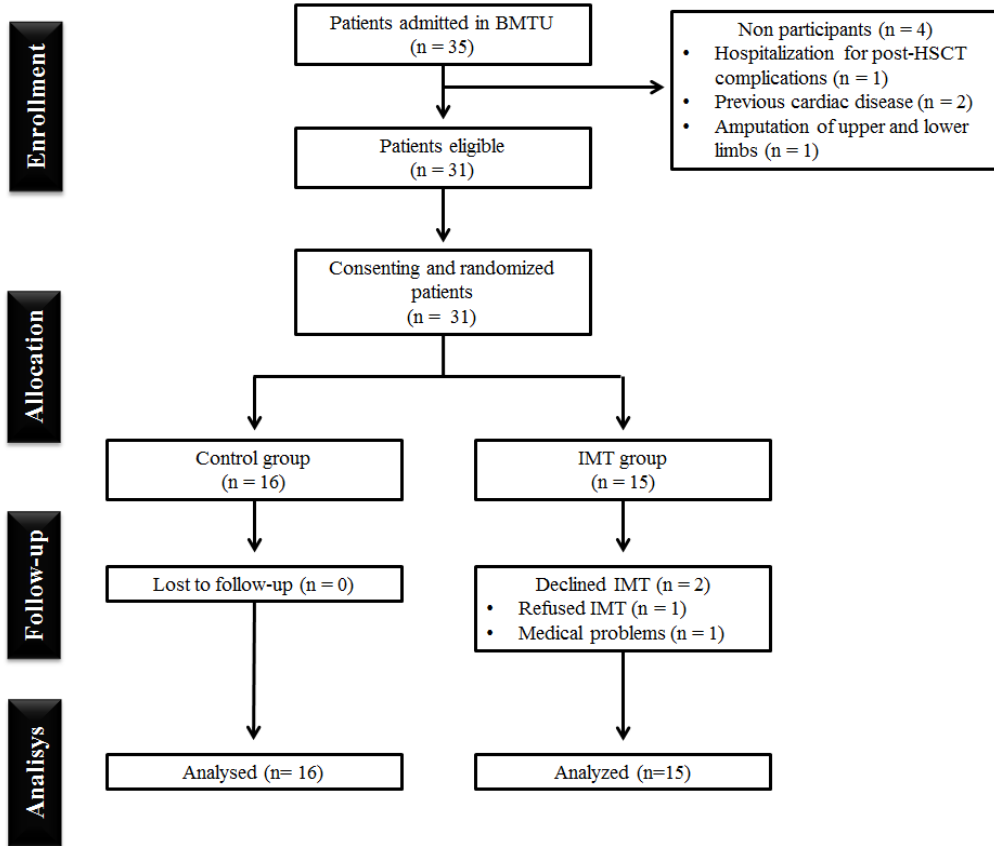 Enrollment
Patients admitted in BMTU
(n = 35)
Non participants (n = 4)
• Hospitalization for post-HSCT
complications (n = 1)
• Previous cardiac disease (n = 2)
• Amputation of upper and lower
limbs (n = 1)
Patients eligible
(n = 31)
Allocation
Consenting and randomized
patients
(n = 31)
Control group
(n = 16)
IMT group
(n = 15)
Follow-up
Lost to follow-up (n = 0)
Declined IMT (n = 2)
• Refused IMT (n = 1)
• Medical problems (n = 1)
Analisys
Analysed (n= 16)
Analyzed (n=15)